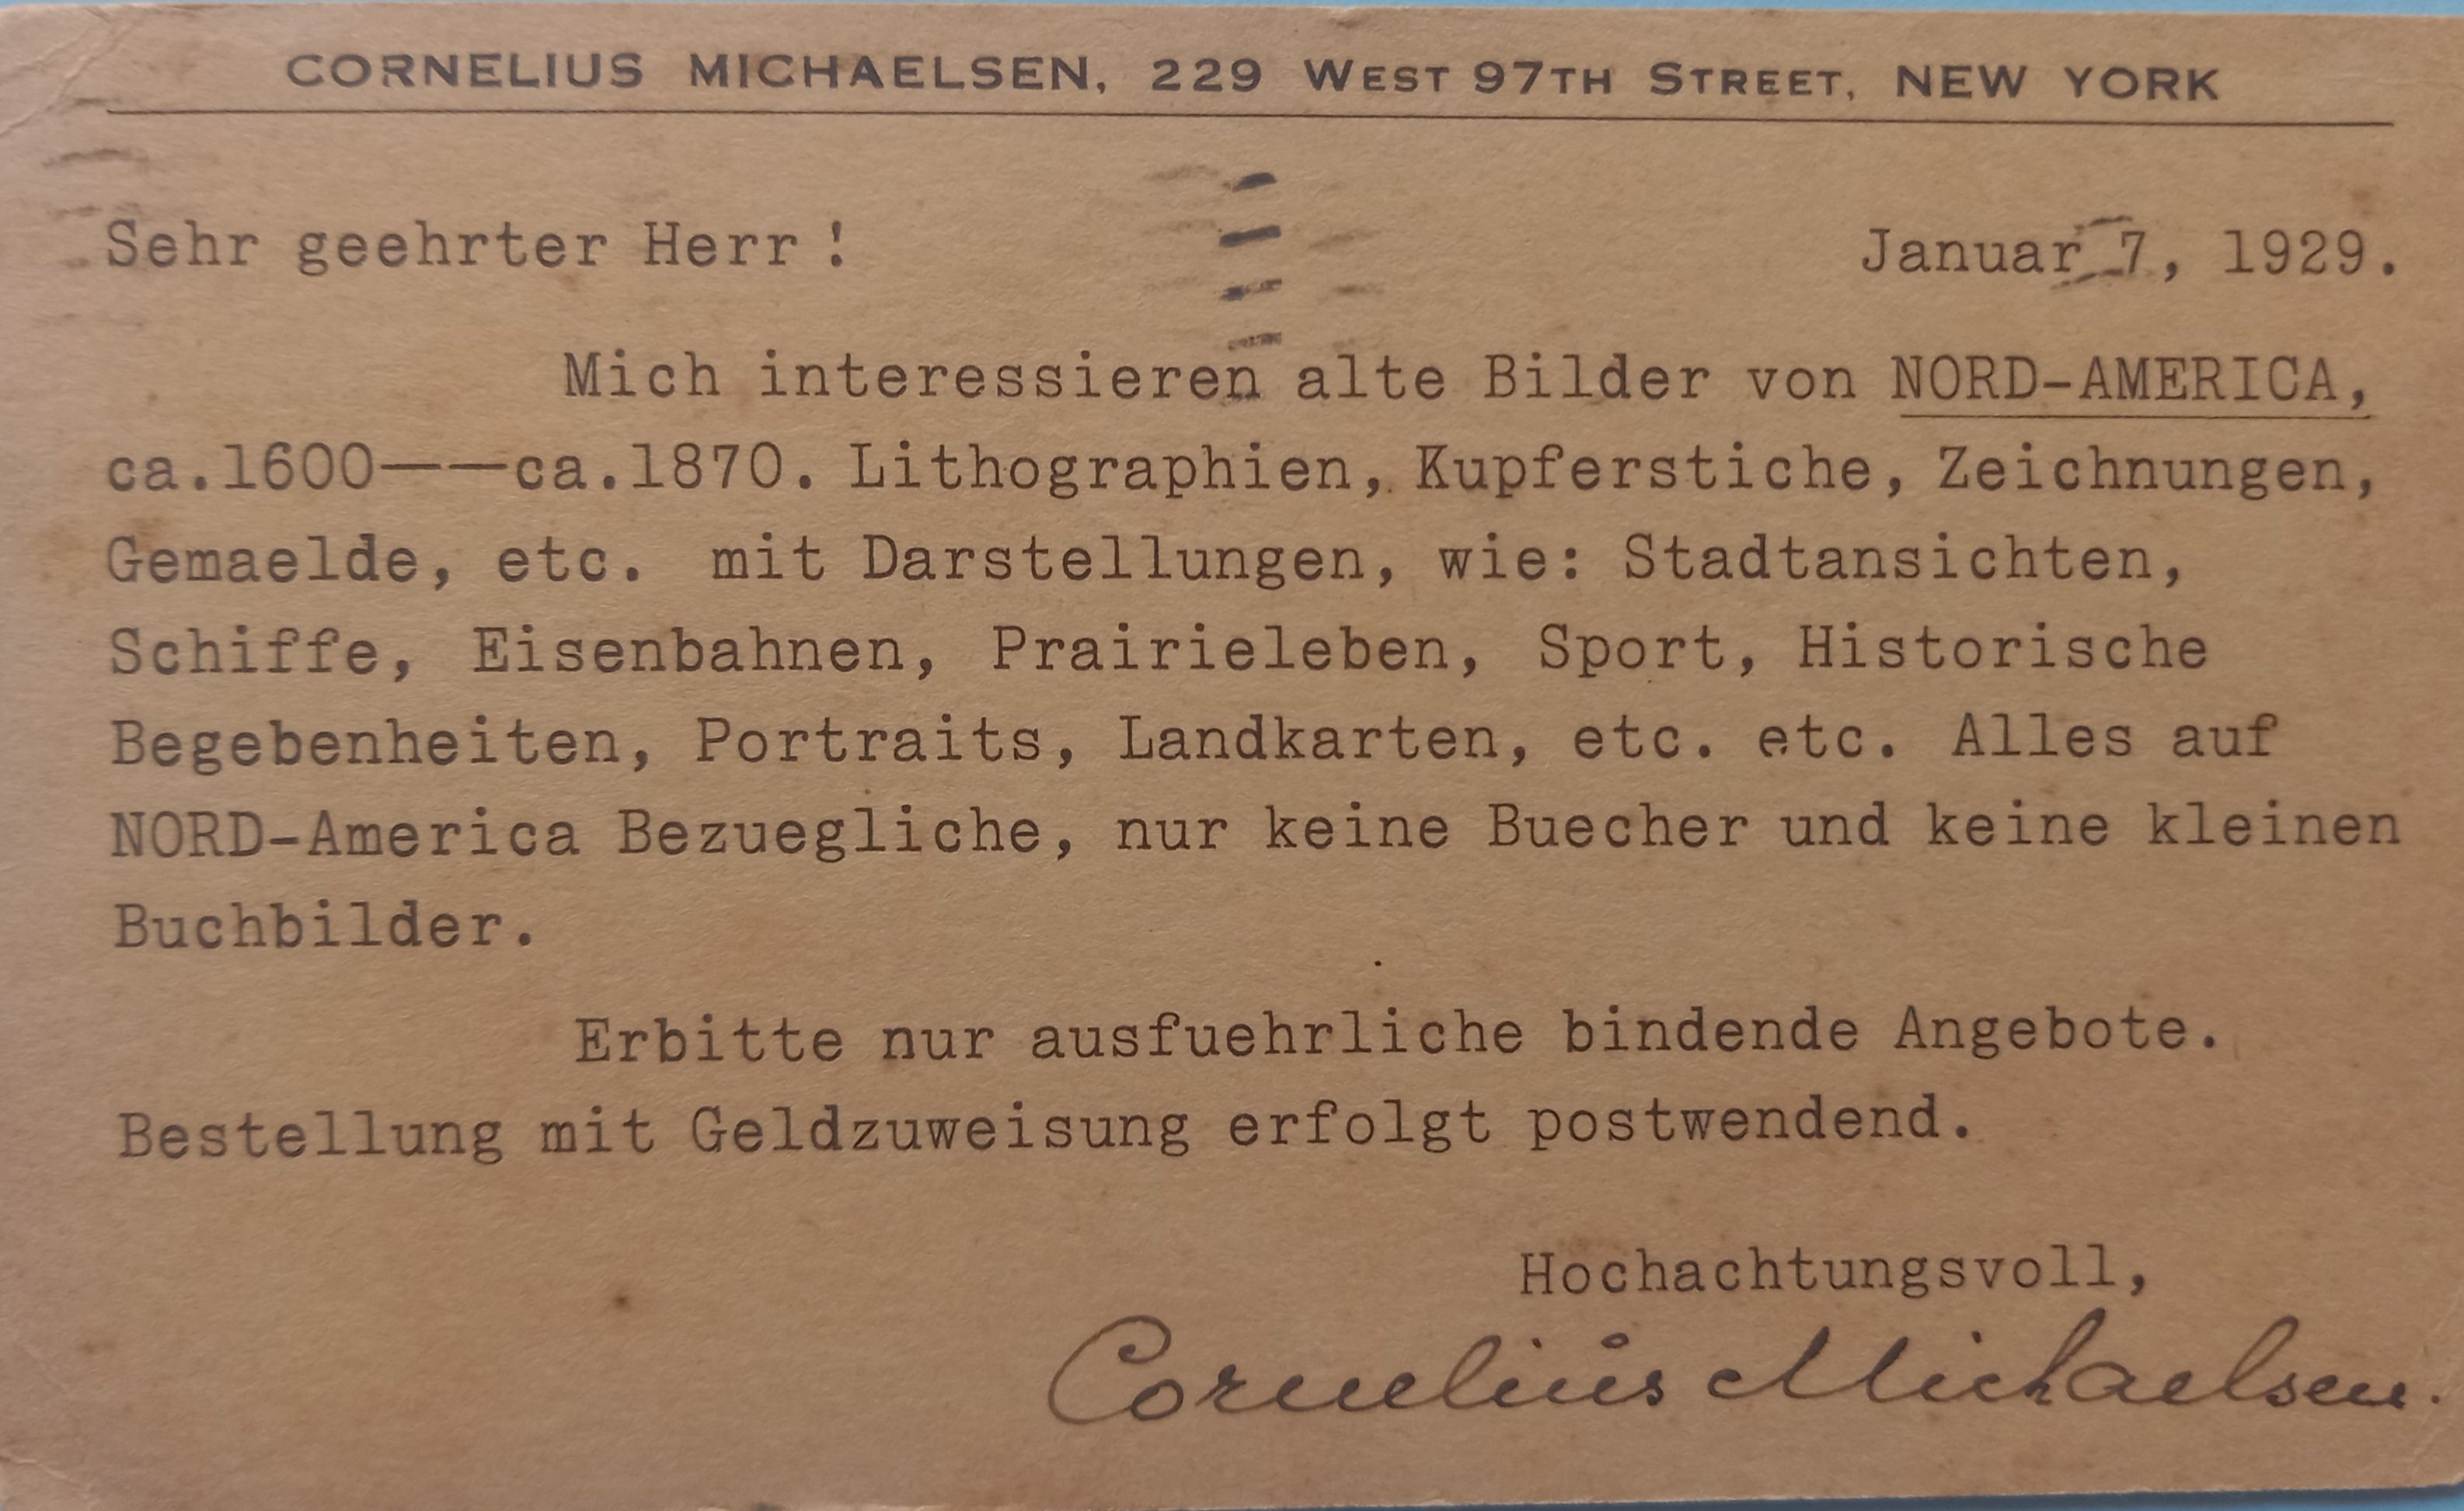 CORNELIUS MICHAELSEN, 229 WEST 97TH STREET, NEW YORK
Sehr geehrter Herr ! Januar 7, 1929.
Mich interessieren alte Bilder von NORD-AMERICA,
ca.1600——ca.1870. Lithographien, Kupferstiche, Zeichnungen,
Gemaelde, etc. mit Darstellungen, wie: Stadtansichten,
Schiffe, Eisenbahnen, Prairieleben, Sport, Historische
Begebenheiten, Portraits, Landkarten, etc. etc. Alles auf
NORD-America Bezuegliche, nur keine Buecher und keine kleinen
Buchbilder.
Erbitte nur ausfuehrliche bindende Angebote.
Bestellung mit Geldzuweisung erfolgt postwendend.
Hochachtungsvoll,
Cornelius Michaelsen.